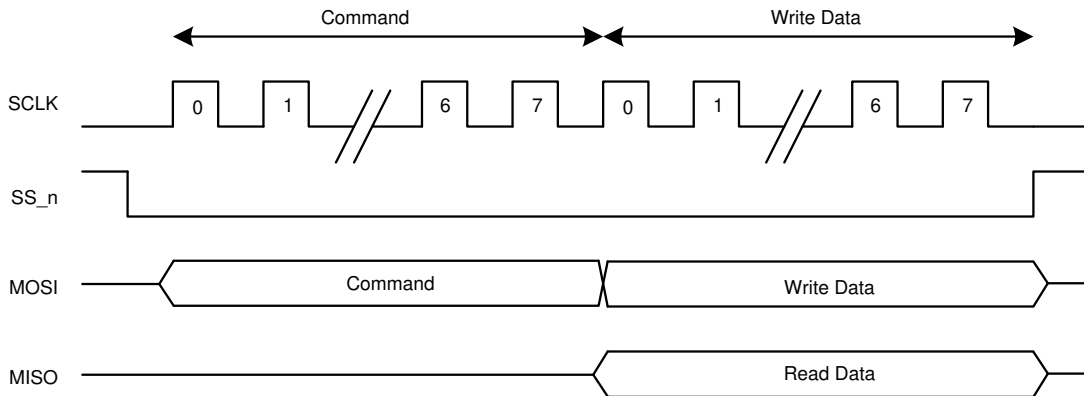 Command Write Data
SCLK 0 1 6 7 0 1 6 7
SS_n
MOSI Command Write Data
MISO Read Data